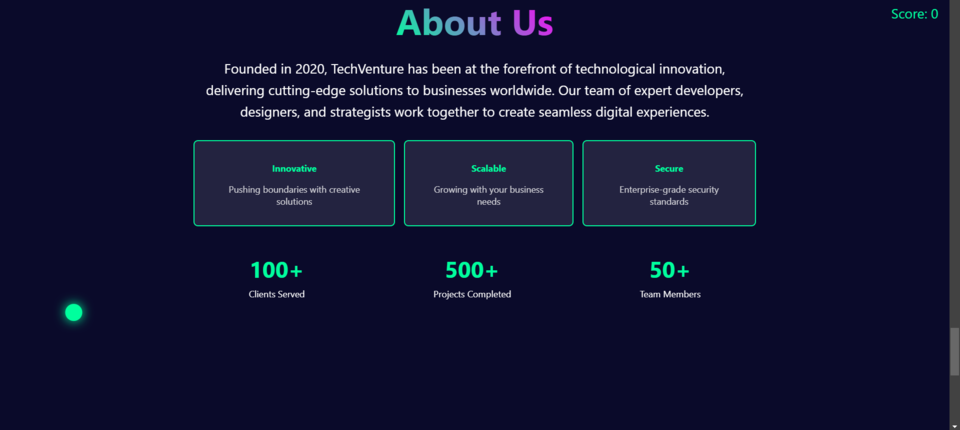 Score: 0
About Us
Founded in 2020, TechVenture has been at the forefront of technological innovation,
delivering cutting-edge solutions to businesses worldwide. Our team of expert developers,
designers, and strategists work together to create seamless digital experiences.
Innovative
Pushing boundaries with creative
solutions
Scalable
Growing with your business
needs
Secure
Enterprise-grade security
standards
100+
Clients Served
500+
Projects Completed
50+
Team Members